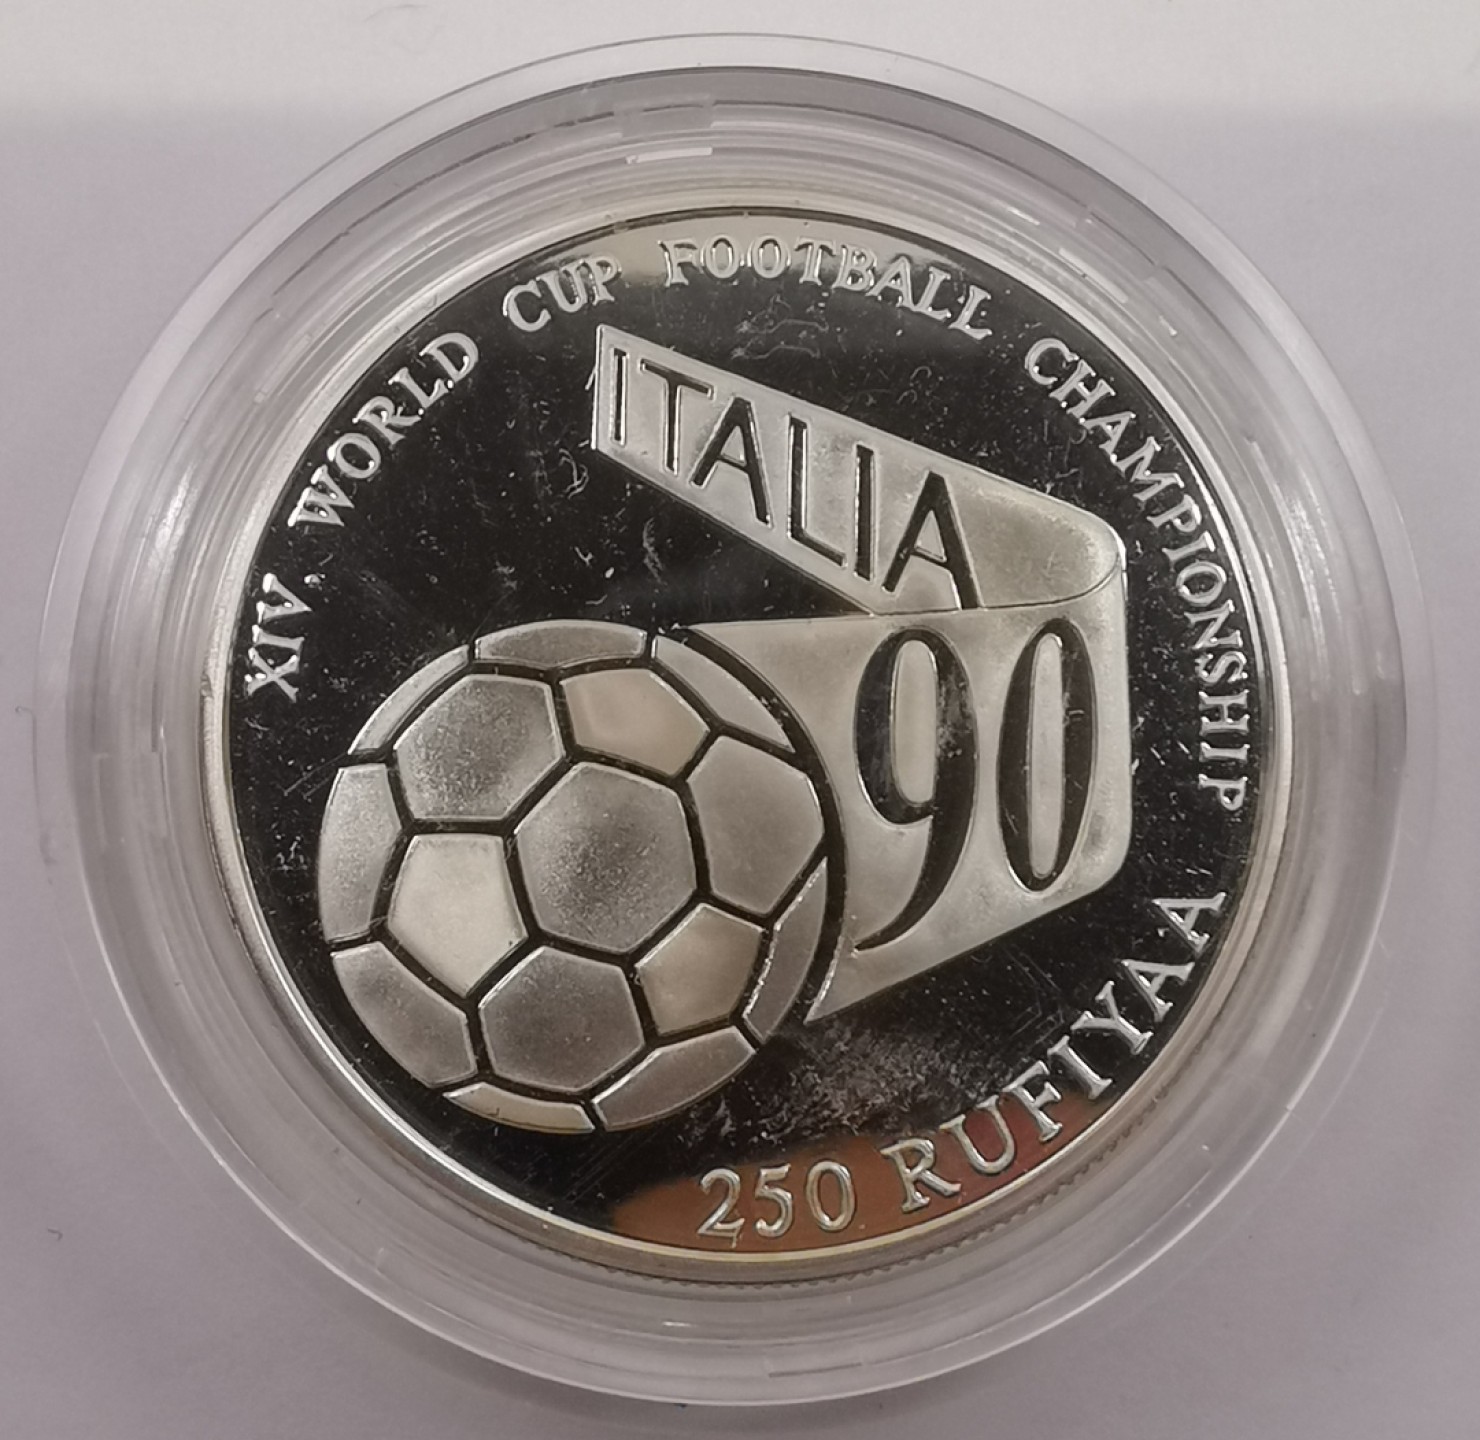 XIV. WORLD CUP FOOTBALL CHAMPIONSHIP
ITALIA
90
250 RUFIYAA